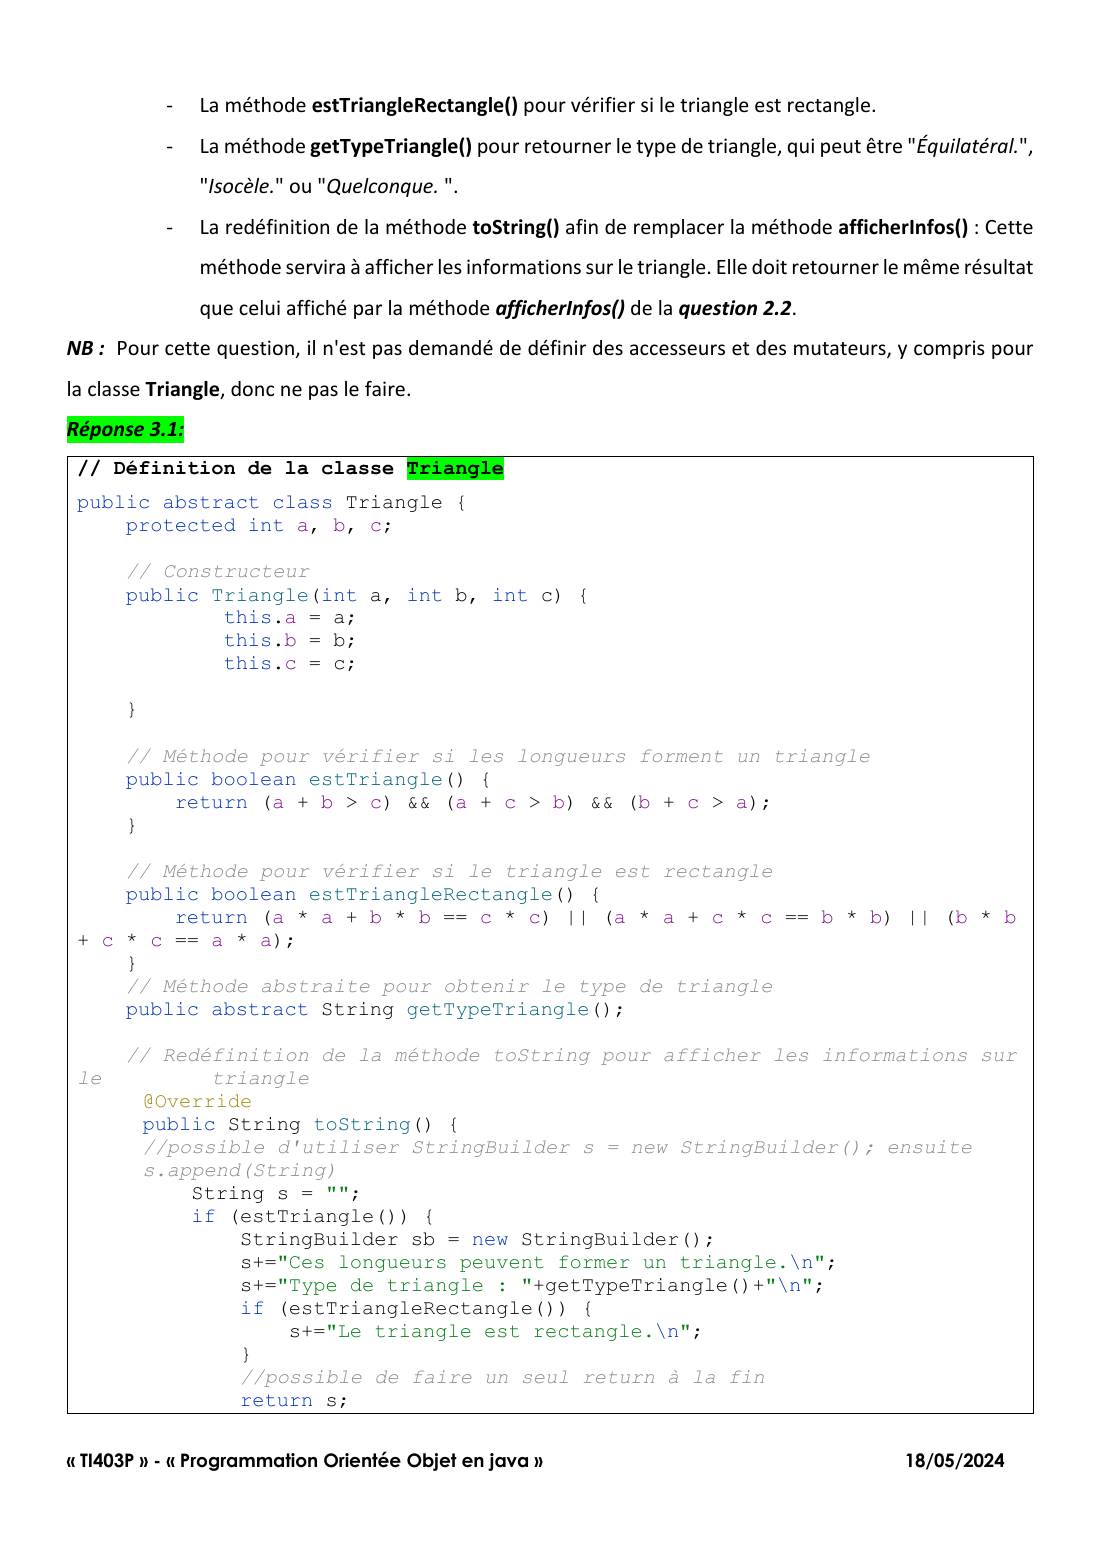 - La méthode estTriangleRectangle() pour vérifier si le triangle est rectangle.
- La méthode getTypeTriangle() pour retourner le type de triangle, qui peut être "Équilatéral.",
"Isocèle." ou "Quelconque. ".
- La redéfinition de la méthode toString() afin de remplacer la méthode afficherInfos() : Cette
méthode servira à afficher les informations sur le triangle. Elle doit retourner le même résultat
que celui affiché par la méthode afficherInfos() de la question 2.2.
NB : Pour cette question, il n'est pas demandé de définir des accesseurs et des mutateurs, y compris pour
la classe Triangle, donc ne pas le faire.
Réponse 3.1:
// Définition de la classe Triangle
public abstract class Triangle {
    protected int a, b, c;
    // Constructeur
    public Triangle(int a, int b, int c) {
            this.a = a;
            this.b = b;
            this.c = c;
    }
    // Méthode pour vérifier si les longueurs forment un triangle
    public boolean estTriangle() {
        return (a + b > c) && (a + c > b) && (b + c > a);
    }
    // Méthode pour vérifier si le triangle est rectangle
    public boolean estTriangleRectangle() {
        return (a * a + b * b == c * c) || (a * a + c * c == b * b) || (b * b
+ c * c == a * a);
    }
    // Méthode abstraite pour obtenir le type de triangle
    public abstract String getTypeTriangle();
    // Redéfinition de la méthode toString pour afficher les informations sur
le         triangle
    @Override
    public String toString() {
    //possible d'utiliser StringBuilder s = new StringBuilder(); ensuite
    s.append(String)
        String s = "";
        if (estTriangle()) {
            StringBuilder sb = new StringBuilder();
            s+="Ces longueurs peuvent former un triangle.\n";
            s+="Type de triangle : "+getTypeTriangle()+"\n";
            if (estTriangleRectangle()) {
                s+="Le triangle est rectangle.\n";
            }
            //possible de faire un seul return à la fin
            return s;
« TI403P » - « Programmation Orientée Objet en java » 18/05/2024